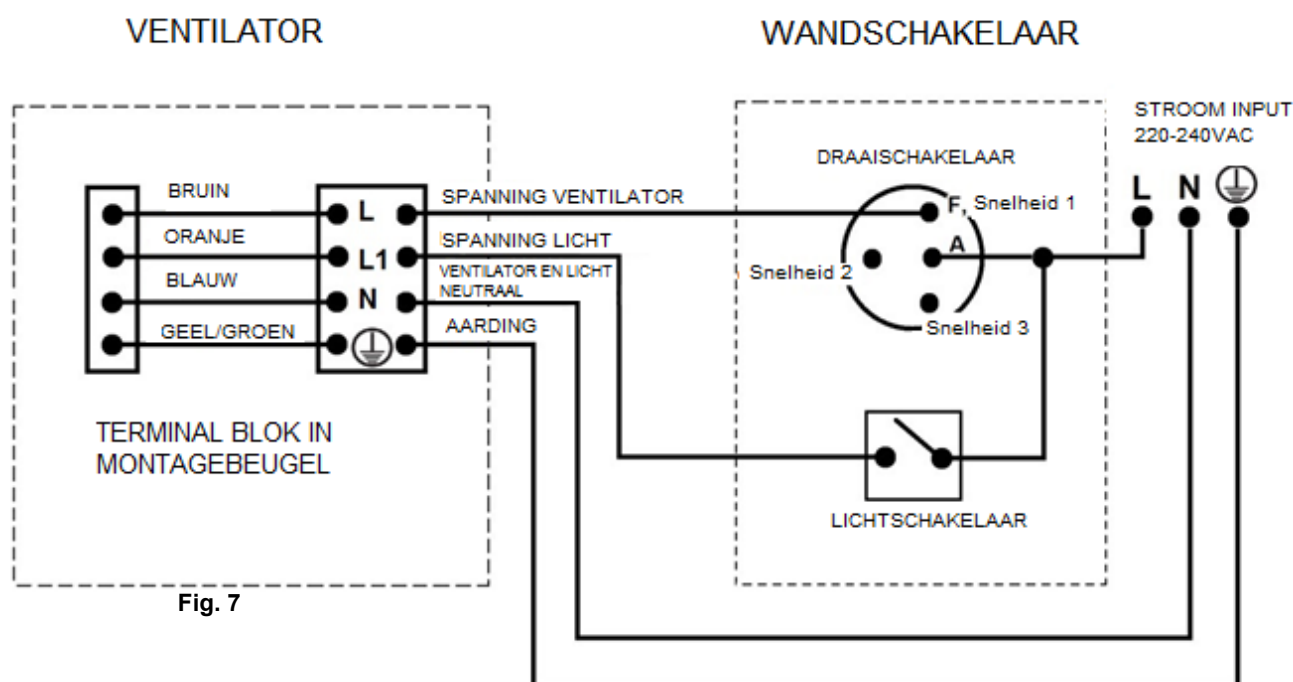 VENTILATOR
WANDSCHAKELAAR
STROOM INPUT
220-240VAC
DRAAISCHAKELAAR
BRUIN
L
SPANNING VENTILATOR
F, Snelheid 1
L N
ORANJE
L1
SPANNING LICHT
A
BLAUW
N
VENTILATOR EN LICHT
NEUTRAAL
Snelheid 2
GEEL/GROEN
AARDING
Snelheid 3
TERMINAL BLOK IN
MONTAGEBEUGEL
LICHTSCHAKELAAR
Fig. 7